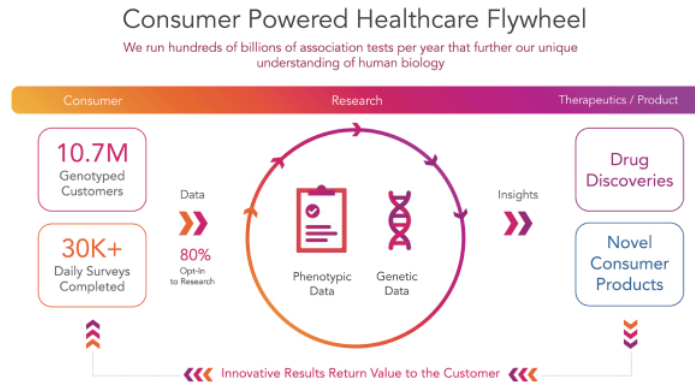 Consumer Powered Healthcare Flywheel
We run hundreds of billions of association tests per year that further our unique
understanding of human biology
Consumer
Research
Therapeutics / Product
10.7M
Genotyped
Customers
30K+
Daily Surveys
Completed
Data
80%
Opt-In
to Research
Phenotypic
Data
Genetic
Data
Insights
Drug
Discoveries
Novel
Consumer
Products
Innovative Results Return Value to the Customer